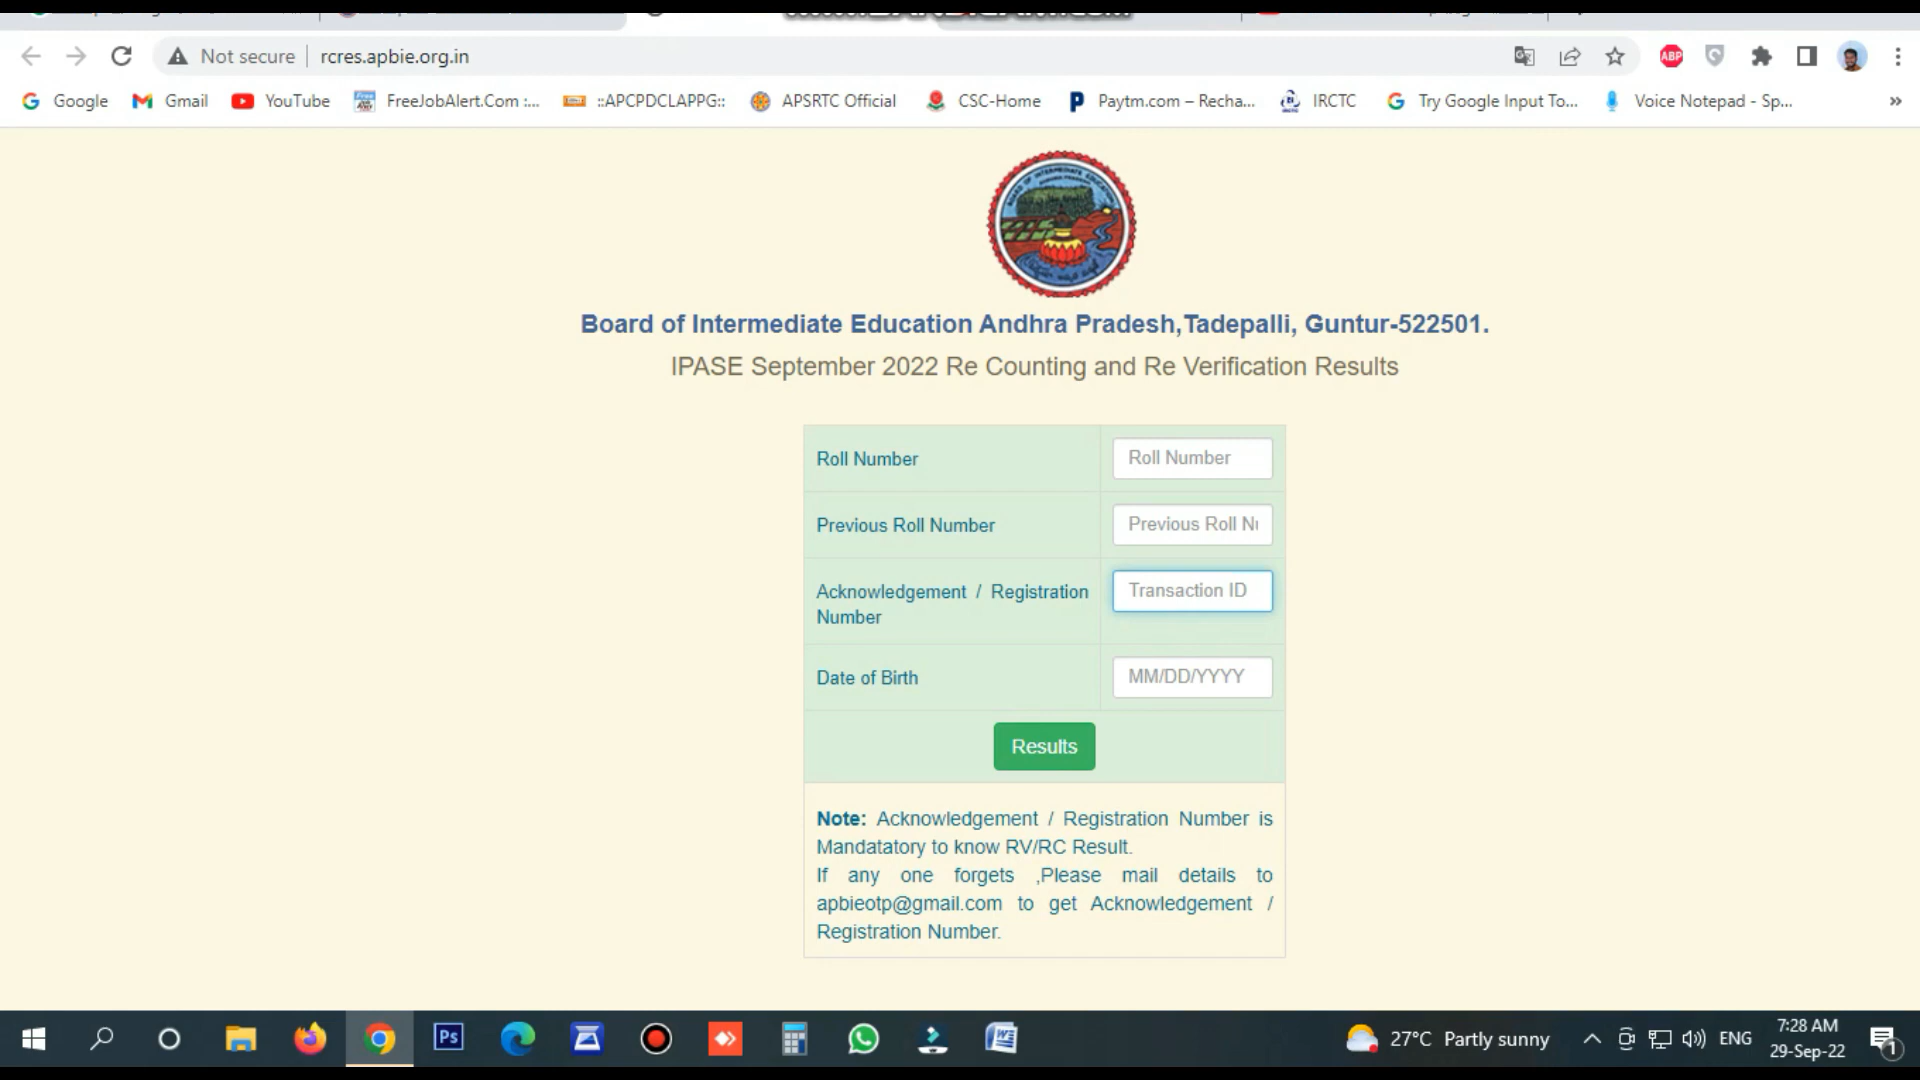 Not secure
rcres.apbie.org.in
ABP
Google
Gmail
YouTube
FreeJobAlert.Com :...
::APCPDCLAPPG::
APSRTC Official
CSC-Home
Paytm.com – Recha...
IRCTC
Try Google Input To...
Voice Notepad - Sp...
»
Board of Intermediate Education Andhra Pradesh,Tadepalli, Guntur-522501.
IPASE September 2022 Re Counting and Re Verification Results
Roll Number
Roll Number
Previous Roll Number
Previous Roll Nu
Acknowledgement / Registration
Number
Transaction ID
Date of Birth
MM/DD/YYYY
Results
Note: Acknowledgement / Registration Number is
Mandatatory to know RV/RC Result.
If any one forgets ,Please mail details to
apbieotp@gmail.com to get Acknowledgement /
Registration Number.
Ps
27°C Partly sunny
ENG
7:28 AM
29-Sep-22
1